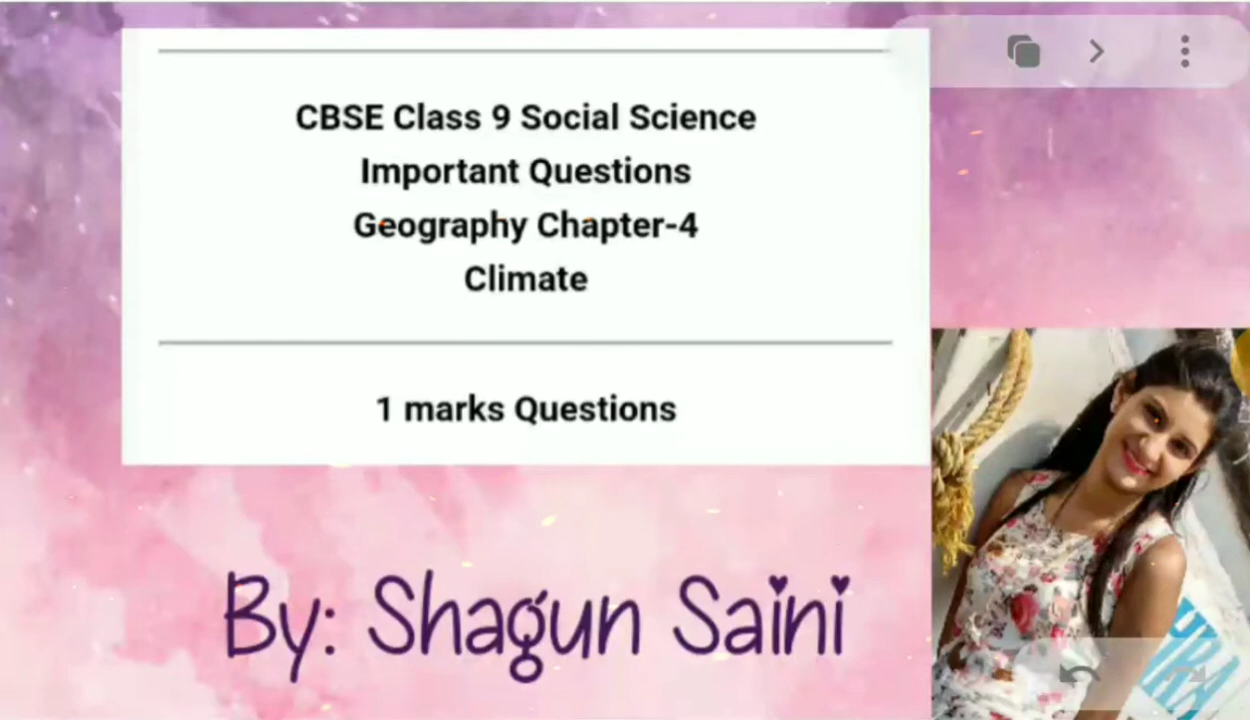 CBSE Class 9 Social Science
Important Questions
Geography Chapter-4
Climate
1 marks Questions
By: Shagun Saini